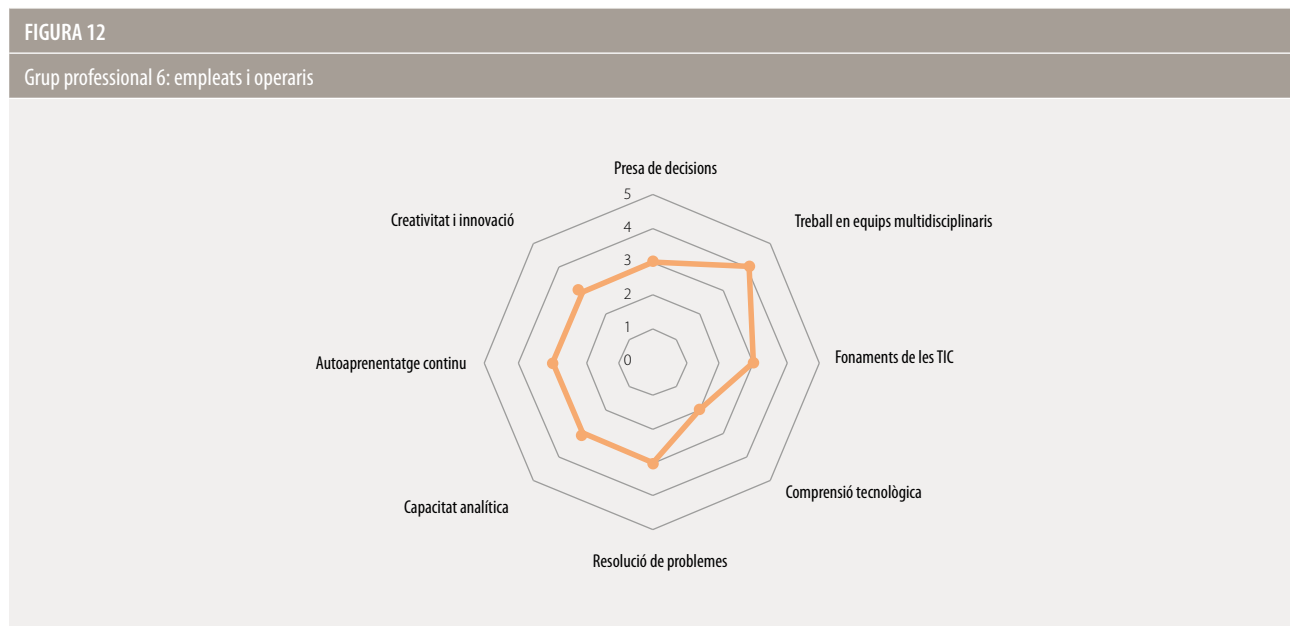 FIGURA 12
Grup professional 6: empleats i operaris
Presa de decisions
5
Creativitat i innovació
Treball en equips multidisciplinaris
4
3
2
1
0
Autoaprenentatge continu
Fonaments de les TIC
Comprensió tecnològica
Capacitat analítica
Resolució de problemes